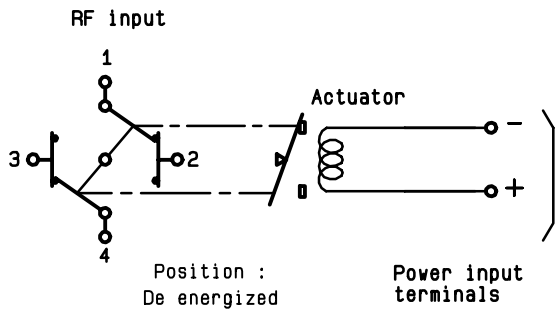 RF input
1
Actuator
-
3
2
+
4
Position :
De energized
Power input
terminals